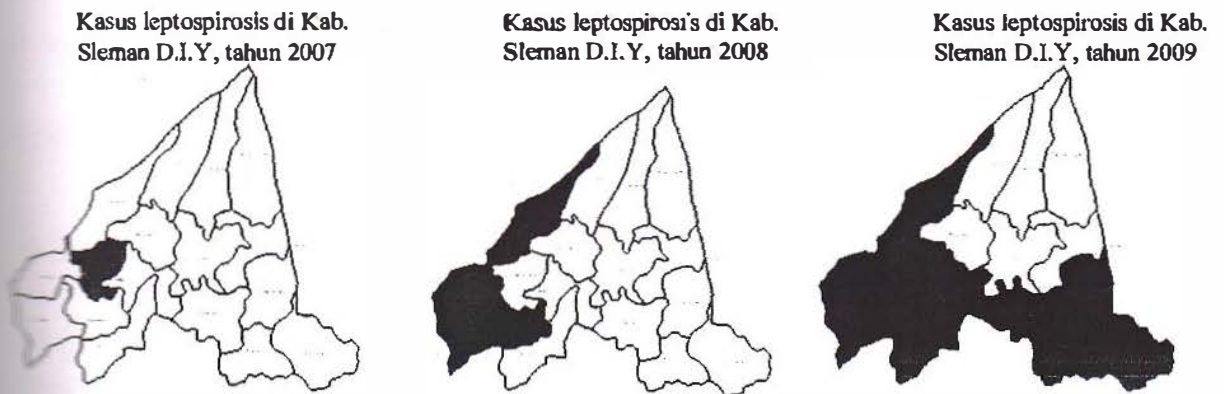 Kasus leptospirosis di Kab.
Sleman D.I.Y, tahun 2007
Kasus leptospirosi's di Kab.
Sleman D.I.Y, tahun 2008
Kasus leptospirosis di Kab.
Sleman D.I.Y, tahun 2009